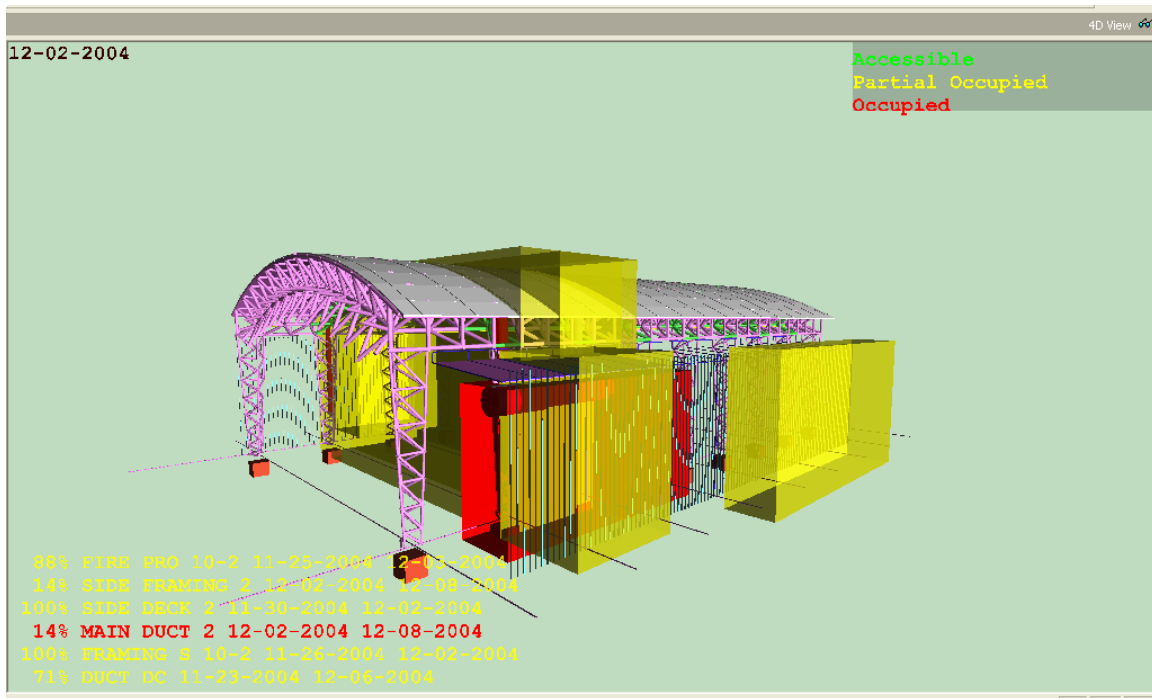 4D View
12-02-2004
Accessible
Partial Occupied
Occupied
88% FIRE PRO 10-2 11-25-2004 12-03-2004
14% SIDE FRAMING 2 12-02-2004 12-08-2004
100% SIDE DECK 2 11-30-2004 12-02-2004
14% MAIN DUCT 2 12-02-2004 12-08-2004
100% FRAMING S 10-2 11-26-2004 12-02-2004
71% DUCT DC 11-23-2004 12-06-2004